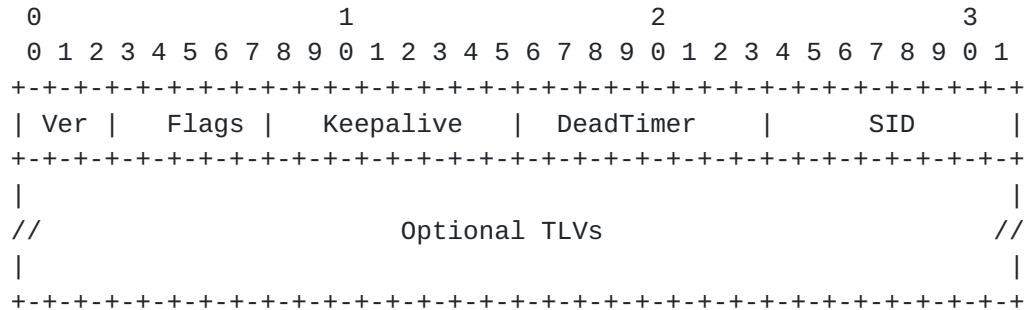 0                   1                   2                   3
 0 1 2 3 4 5 6 7 8 9 0 1 2 3 4 5 6 7 8 9 0 1 2 3 4 5 6 7 8 9 0 1
+-+-+-+-+-+-+-+-+-+-+-+-+-+-+-+-+-+-+-+-+-+-+-+-+-+-+-+-+-+-+-+-+
| Ver |   Flags |   Keepalive   |  DeadTimer    |      SID      |
+-+-+-+-+-+-+-+-+-+-+-+-+-+-+-+-+-+-+-+-+-+-+-+-+-+-+-+-+-+-+-+-+
|                                                               |
//                       Optional TLVs                         //
|                                                               |
+-+-+-+-+-+-+-+-+-+-+-+-+-+-+-+-+-+-+-+-+-+-+-+-+-+-+-+-+-+-+-+-+